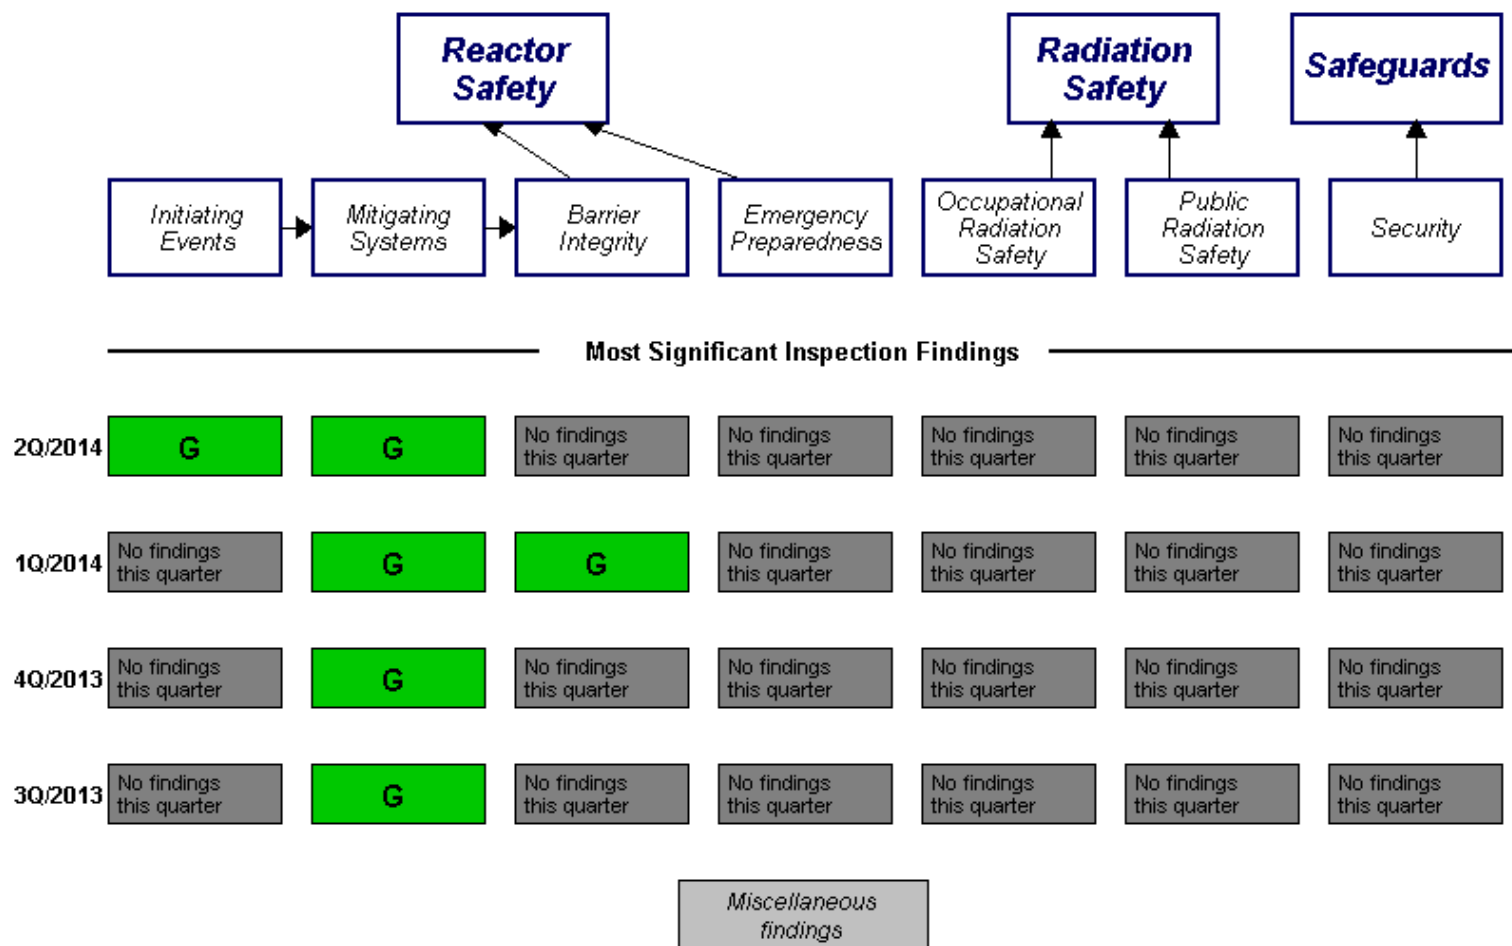 Reactor
Safety
Radiation
Safety
Safeguards
Initiating
Events
Mitigating
Systems
Barrier
Integrity
Emergency
Preparedness
Occupational
Radiation
Safety
Public
Radiation
Safety
Security
Most Significant Inspection Findings
2Q/2014
G
G
No findings
this quarter
No findings
this quarter
No findings
this quarter
No findings
this quarter
No findings
this quarter
1Q/2014
No findings
this quarter
G
G
No findings
this quarter
No findings
this quarter
No findings
this quarter
No findings
this quarter
4Q/2013
No findings
this quarter
G
No findings
this quarter
No findings
this quarter
No findings
this quarter
No findings
this quarter
No findings
this quarter
3Q/2013
No findings
this quarter
G
No findings
this quarter
No findings
this quarter
No findings
this quarter
No findings
this quarter
No findings
this quarter
Miscellaneous
findings